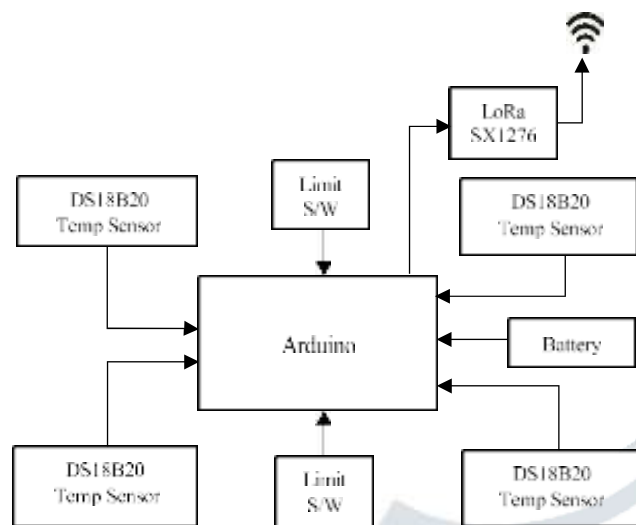 LoRa
SX1276
Limit
S/W
DS18B20
Temp Sensor
DS18B20
Temp Sensor
Arduino
Battery
DS18B20
Temp Sensor
Limit
S/W
DS18B20
Temp Sensor